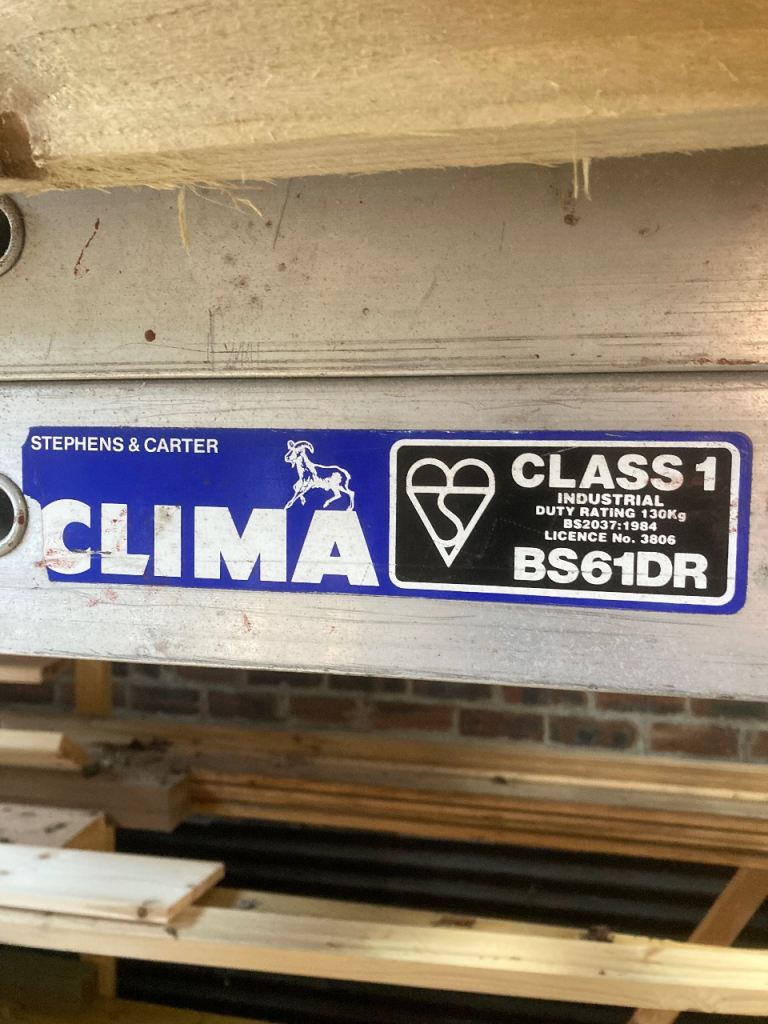 STEPHENS & CARTER
CLIMA
CLASS 1
INDUSTRIAL
DUTY RATING 130Kg
BS2037:1984
LICENCE No. 3806
BS61DR